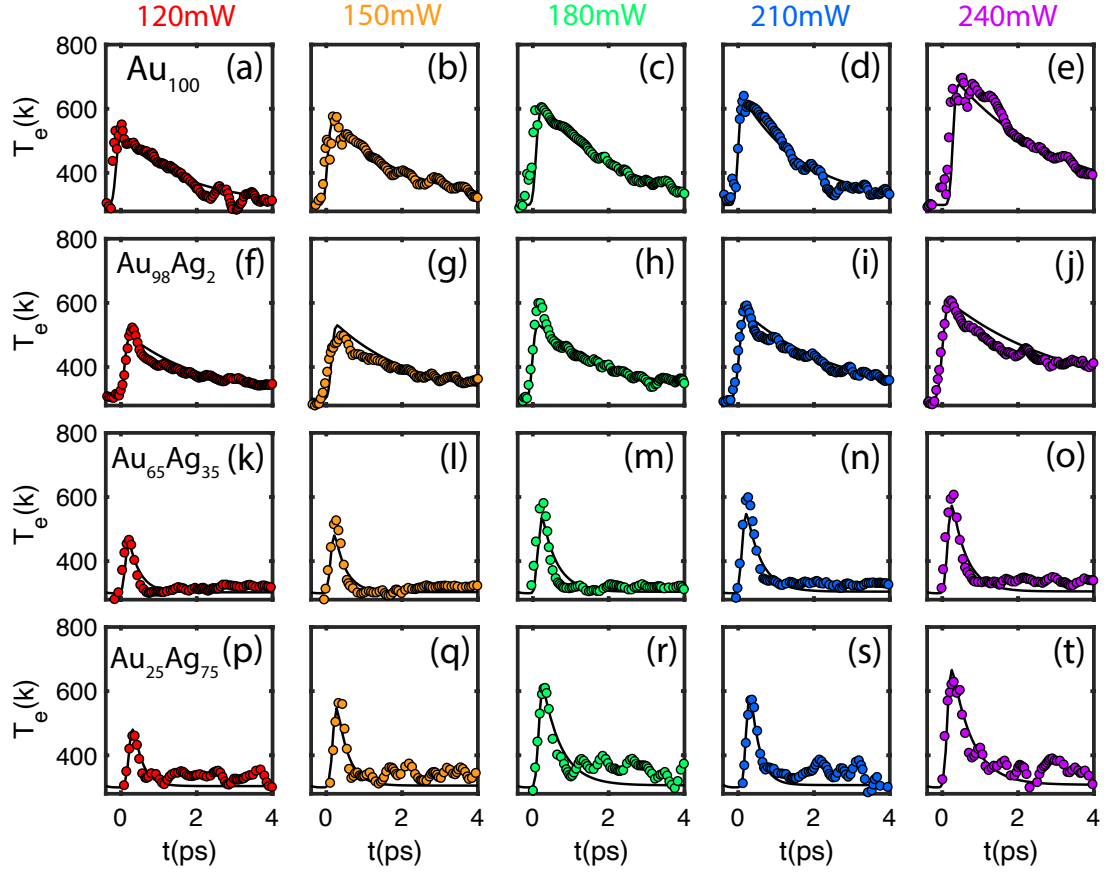 120mW 150mW 180mW 210mW 240mW
800 Au₁₀₀ (a) (b) (c) (d) (e)
600
400
Tₑ(k)
800 Au₉₈Ag₂ (f) (g) (h) (i) (j)
600
400
Tₑ(k)
800 Au₆₅Ag₃₅ (k) (l) (m) (n) (o)
600
400
Tₑ(k)
800 Au₂₅Ag₇₅ (p) (q) (r) (s) (t)
600
400
Tₑ(k)
0 2 4 0 2 4 0 2 4 0 2 4 0 2 4
t(ps) t(ps) t(ps) t(ps) t(ps)